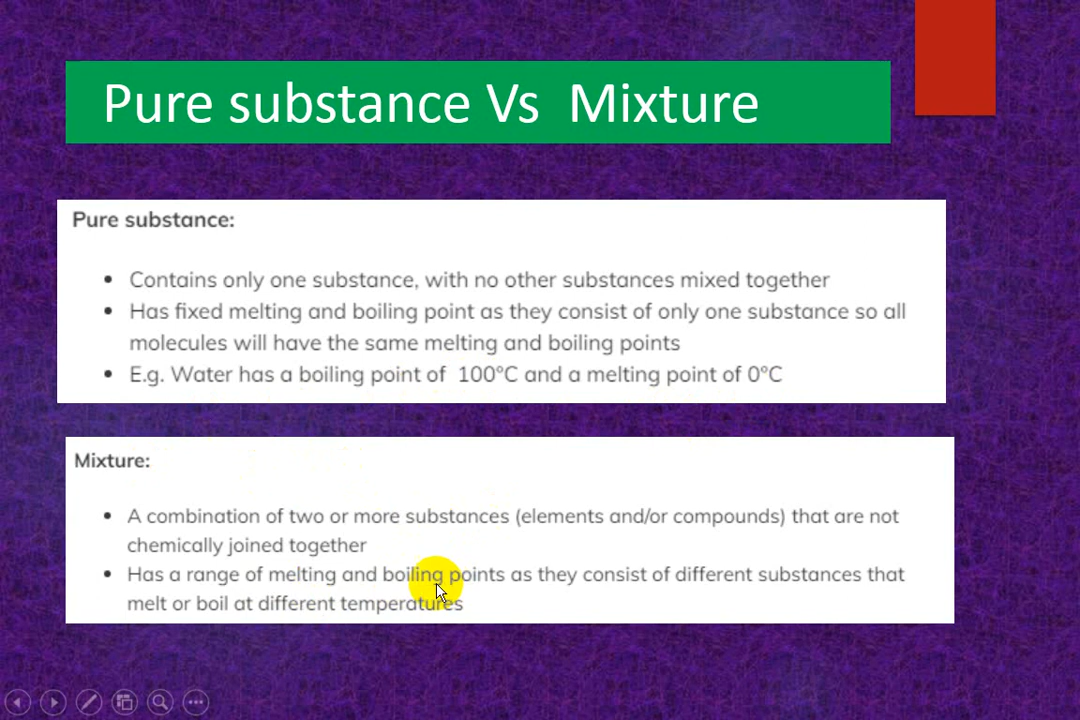 Pure substance Vs Mixture
Pure substance:
• Contains only one substance, with no other substances mixed together
• Has fixed melting and boiling point as they consist of only one substance so all
molecules will have the same melting and boiling points
• E.g. Water has a boiling point of 100°C and a melting point of 0°C
Mixture:
• A combination of two or more substances (elements and/or compounds) that are not
chemically joined together
• Has a range of melting and boiling points as they consist of different substances that
melt or boil at different temperatures